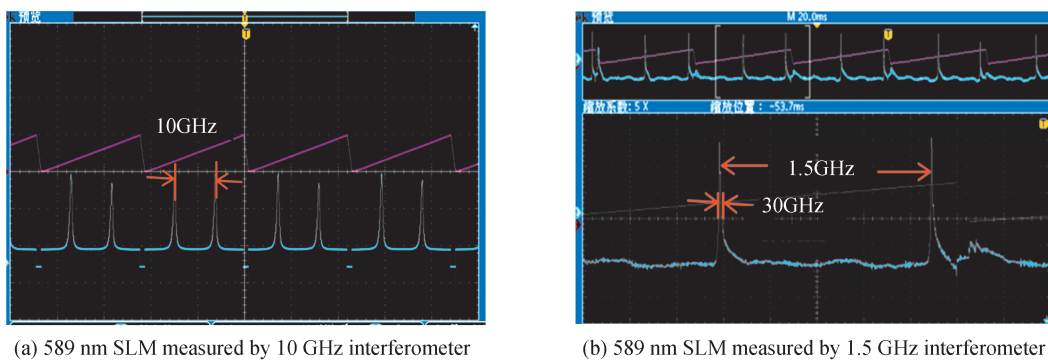 预览
10GHz
(a) 589 nm SLM measured by 10 GHz interferometer
预览 M 20.0ms
缩放系数: 5 X 缩放位置: -53.7ms
1.5GHz
30GHz
(b) 589 nm SLM measured by 1.5 GHz interferometer